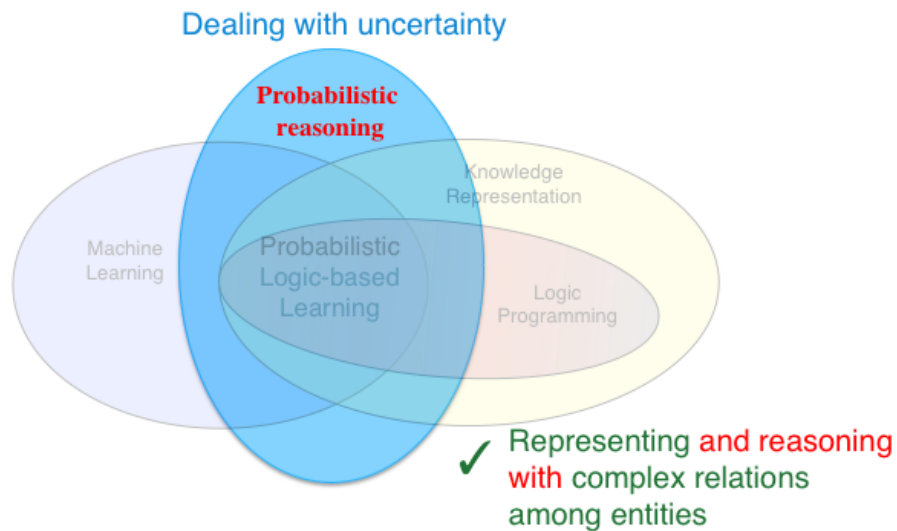 Dealing with uncertainty
Probabilistic
reasoning
Knowledge
Representation
Machine
Learning
Probabilistic
Logic-based
Learning
Logic
Programming
✓ Representing and reasoning
with complex relations
among entities